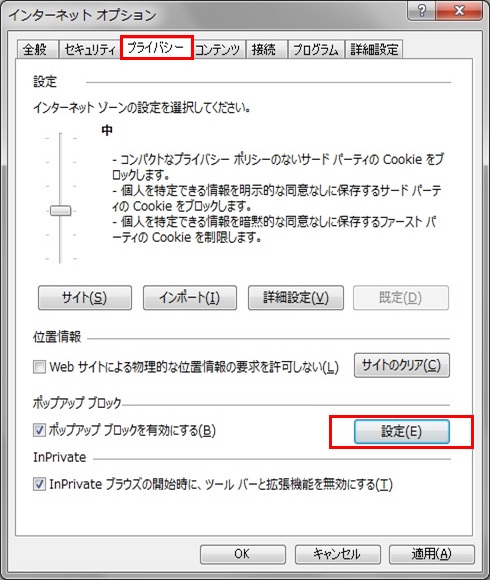 インターネット オプション
全般 セキュリティ プライバシー コンテンツ 接続 プログラム 詳細設定
設定
インターネット ゾーンの設定を選択してください。
中
- コンパクトなプライバシー ポリシーのないサード パーティの Cookie をブ
ロックします。
- 個人を特定できる情報を明示的な同意なしに保存するサード パーテ
ィの Cookie をブロックします。
- 個人を特定できる情報を暗黙的な同意なしに保存するファースト パ
ーティの Cookie を制限します。
サイト(S) インポート(I) 詳細設定(V) 既定(D)
位置情報
Web サイトによる物理的な位置情報の要求を許可しない(L) サイトのクリア(C)
ポップアップ ブロック
ポップアップ ブロックを有効にする(B) 設定(E)
InPrivate
InPrivate ブラウズの開始時に、ツール バーと拡張機能を無効にする(T)
OK キャンセル 適用(A)